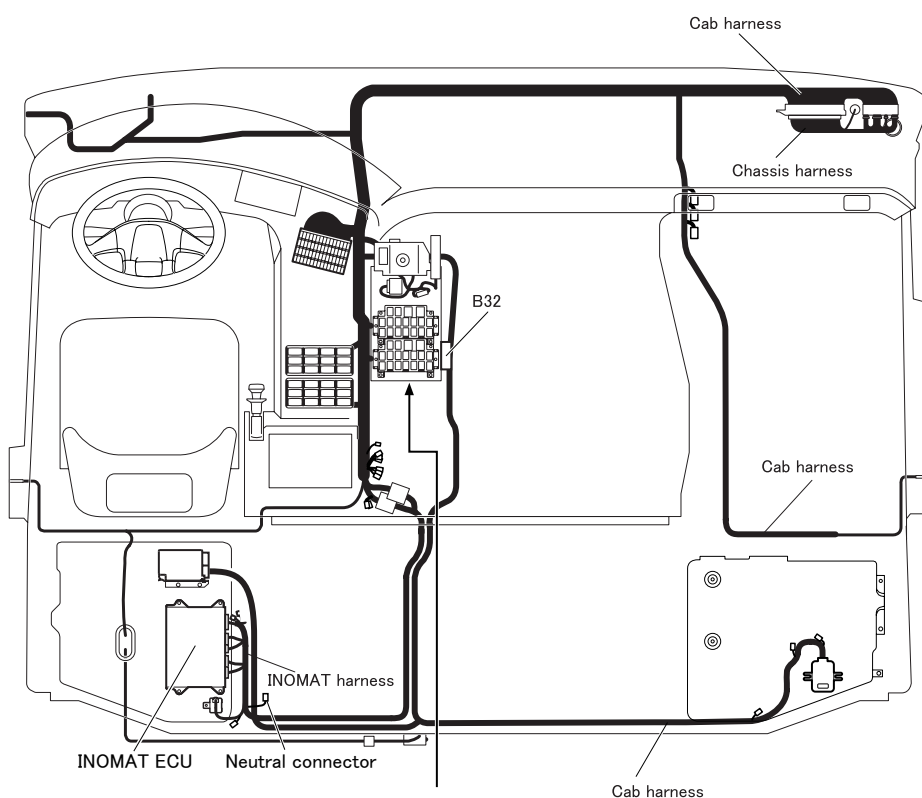 Cab harness
Chassis harness
B32
Cab harness
INOMAT harness
INOMAT ECU
Neutral connector
Cab harness